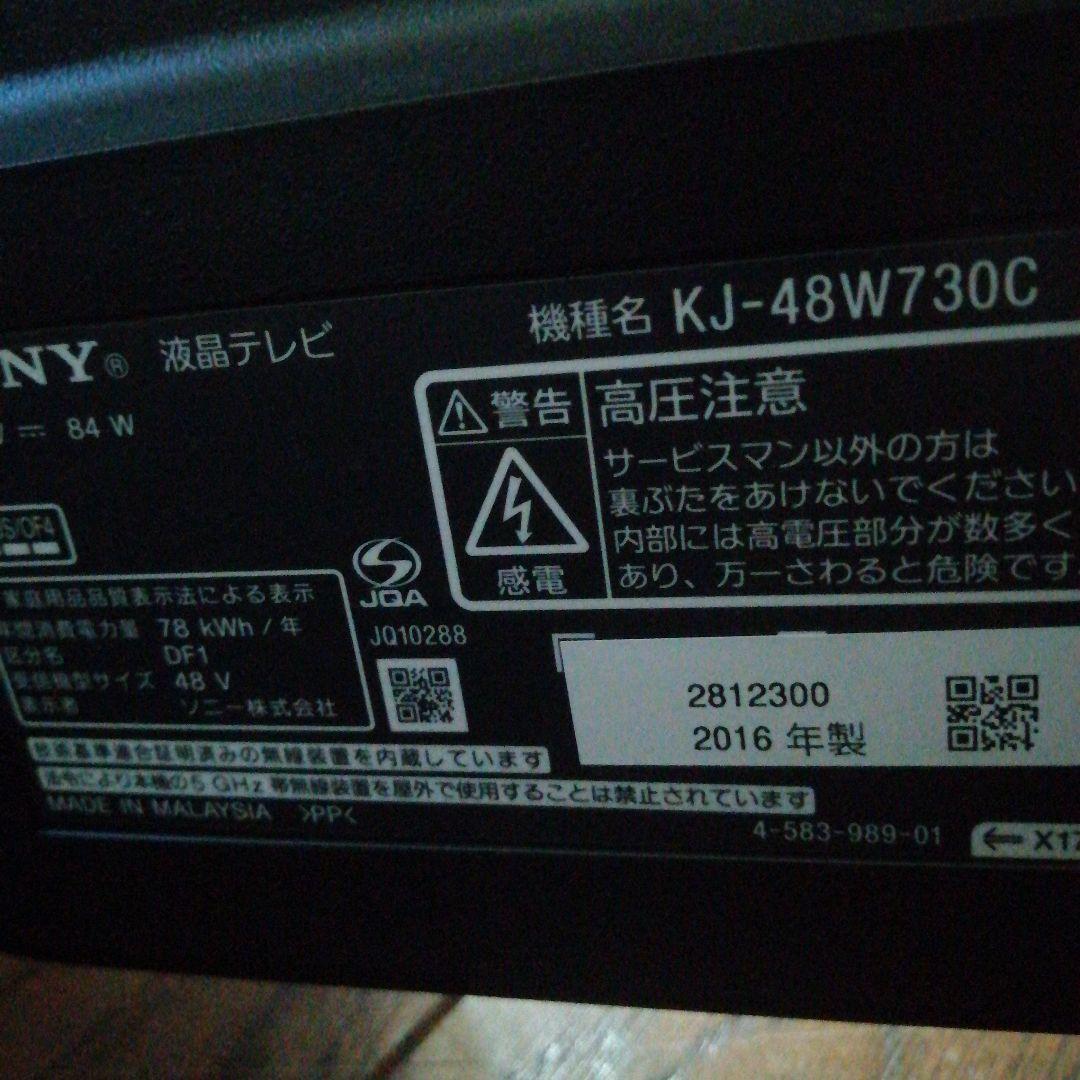 機種名 KJ-48W730C
NY® 液晶テレビ
84 W
警告
高圧注意
サービスマン以外の方は
裏ぶたをあけないでください
内部には高電圧部分が数多く
あり、万一さわると危険です
感電
S/OF4
JQA
JQ10288
家庭用品品質表示法による表示
年間消費電力量 78 kWh / 年
区分名 DF1
受信機型サイズ 48 V
表示者 ソニー株式会社
2812300
2016 年製
技術基準適合証明済みの無線装置を内蔵しています
法令により本機の5 GHz 帯無線装置を屋外で使用することは禁止されています
MADE IN MALAYSIA >PP<
4-583-989-01
← X17